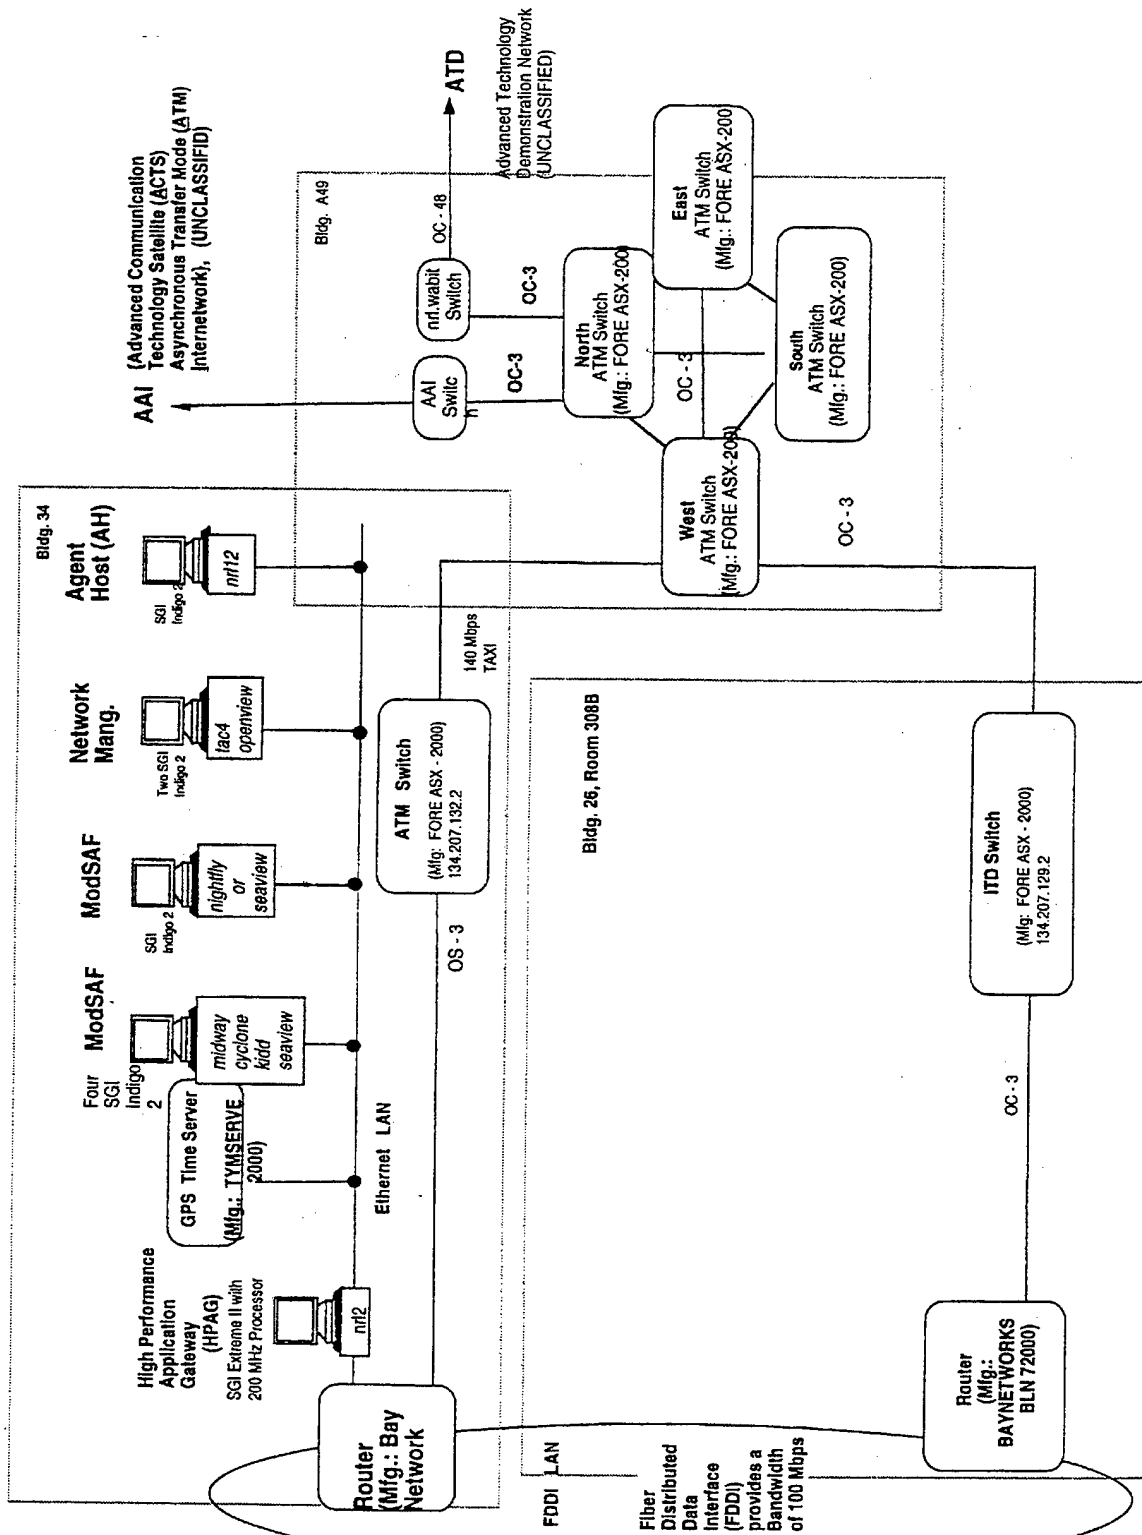 AAI
(Advanced Communication
Technology Satellite (ACTS)
Asynchronous Transfer Mode (ATM)
Internetwork), (UNCLASSIFID)
ATD
Advanced Technology
Demonstration Network
(UNCLASSIFIED)
Bldg. 34
High Performance
Application
Gateway
(HPAG)
SGI Extreme II with
200 MHz Processor
nrl2
GPS Time Server
(Mfg.: TYMSERVE
2000)
Four
SGI
Indigo
2
ModSAF
midway
cyclone
kidd
seaview
ModSAF
SGI
Indigo 2
nightfly
or
seaview
Network
Mang.
Two SGI
Indigo 2
tac4
openview
Agent
Host (AH)
SGI
Indigo 2
nrl12
Ethernet LAN
Router
(Mfg.: Bay
Network
OS - 3
ATM Switch
(Mfg: FORE ASX - 2000)
134.207.132.2
140 Mbps
TAXI
Bldg. A49
AAI
Switc
h
nrl.wabit
Switch
OC - 48
OC-3
OC-3
North
ATM Switch
(Mfg.: FORE ASX-200)
West
ATM Switch
(Mfg.: FORE ASX-200)
OC - 3
East
ATM Switch
(Mfg.: FORE ASX-200)
South
ATM Switch
(Mfg.: FORE ASX-200)
OC - 3
Bldg. 26, Room 308B
ITD Switch
(Mfg: FORE ASX - 2000)
134.207.129.2
OC - 3
Router
(Mfg.:
BAYNETWORKS
BLN 72000)
FDDI LAN
Fiber
Distributed
Data
Interface
(FDDI)
provides a
Bandwidth
of 100 Mbps